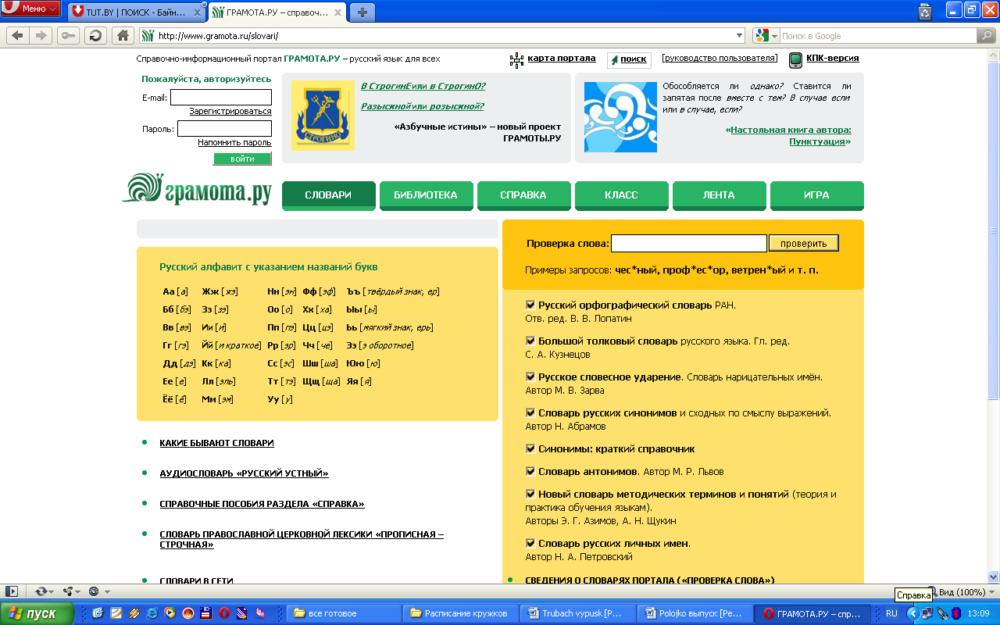 Меню
TUT.BY | ПОИСК - Байн...
ГРАМОТА.РУ – справоч...
http://www.gramota.ru/slovari/
Поиск в Google
Справочно-информационный портал ГРАМОТА.РУ – русский язык для всех
карта портала
поиск
[руководство пользователя]
КПК-версия
Пожалуйста, авторизуйтесь
E-mail:
Зарегистрироваться
Пароль:
Напомнить пароль
войти
СТРОГИНО
В СтрогинЕ или в СтрогинО?
Разыскной или розыскной?
«Азбучные истины» – новый проект
ГРАМОТЫ.РУ
Обособляется ли однако? Ставится ли
запятая после вместе с тем? В случае если
или в случае, если?
«Настольная книга автора:
Пунктуация»
грамота.ру
СЛОВАРИ
БИБЛИОТЕКА
СПРАВКА
КЛАСС
ЛЕНТА
ИГРА
Русский алфавит с указанием названий букв
Аа [а] Жж [жэ] Нн [эн] Фф [эф] Ъъ [твёрдый знак, ер]
Бб [бэ] Зз [зэ] Оо [о] Хх [ха] Ыы [ы]
Вв [вэ] Ии [и] Пп [пэ] Цц [цэ] Ьь [мягкий знак, ерь]
Гг [гэ] Йй [и краткое] Рр [эр] Чч [че] Ээ [э оборотное]
Дд [дэ] Кк [ка] Сс [эс] Шш [ша] Юю [ю]
Ее [е] Лл [эль] Тт [тэ] Щщ [ща] Яя [я]
Ёё [ё] Мм [эм] Уу [у]
КАКИЕ БЫВАЮТ СЛОВАРИ
АУДИОСЛОВАРЬ «РУССКИЙ УСТНЫЙ»
СПРАВОЧНЫЕ ПОСОБИЯ РАЗДЕЛА «СПРАВКА»
СЛОВАРЬ ПРАВОСЛАВНОЙ ЦЕРКОВНОЙ ЛЕКСИКИ «ПРОПИСНАЯ –
СТРОЧНАЯ»
СЛОВАРИ В СЕТИ
Проверка слова:
проверить
Примеры запросов: чес*ный, проф*ес*ор, ветрен*ый и т. п.
Русский орфографический словарь РАН.
Отв. ред. В. В. Лопатин
Большой толковый словарь русского языка. Гл. ред.
С. А. Кузнецов
Русское словесное ударение. Словарь нарицательных имён.
Автор М. В. Зарва
Словарь русских синонимов и сходных по смыслу выражений.
Автор Н. Абрамов
Синонимы: краткий справочник
Словарь антонимов. Автор М. Р. Львов
Новый словарь методических терминов и понятий (теория и
практика обучения языкам).
Авторы Э. Г. Азимов, А. Н. Щукин
Словарь русских личных имен.
Автор Н. А. Петровский
СВЕДЕНИЯ О СЛОВАРЯХ ПОРТАЛА («ПРОВЕРКА СЛОВА»)
Справка
Вид (100%)
пуск
все готовое
Расписание кружков
Trubach vypusk [Р...
Polojko выпуск [Ре...
ГРАМОТА.РУ – спр...
RU
13:09